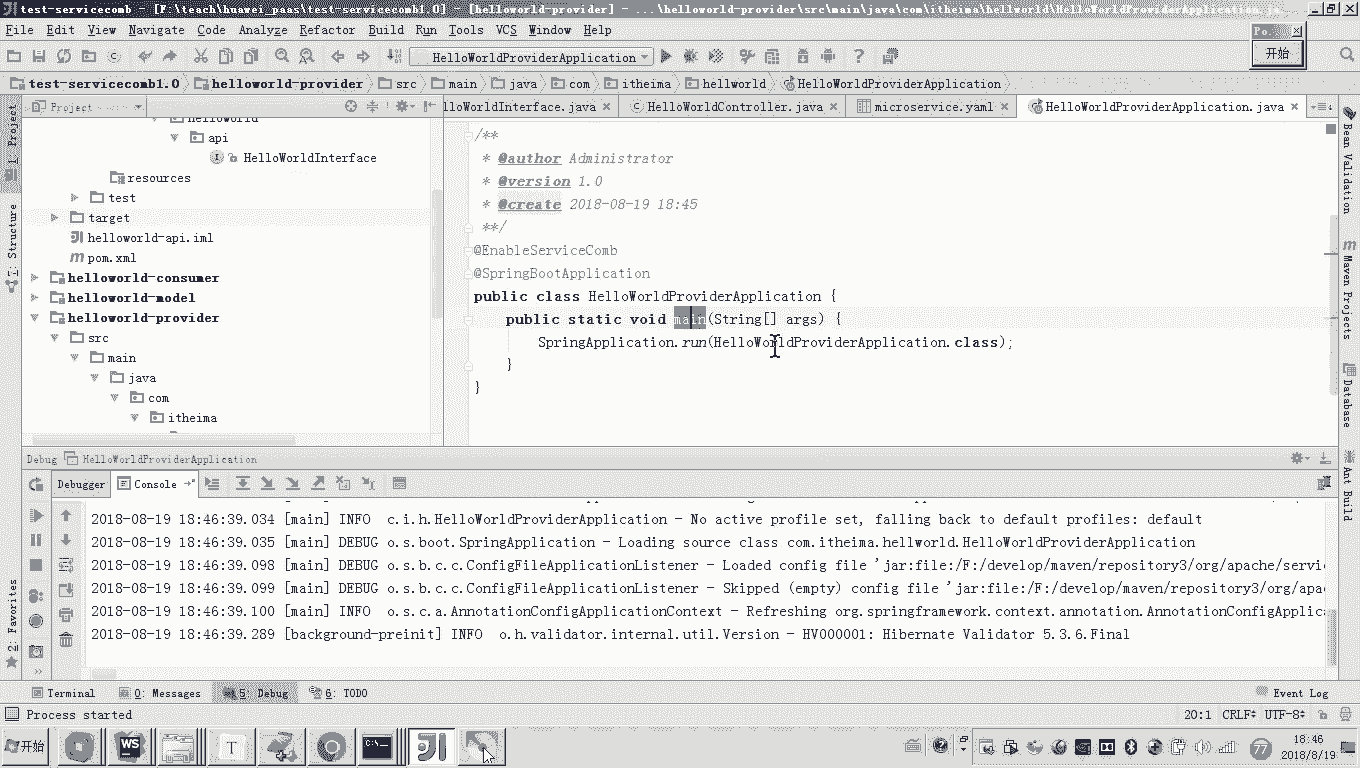 test-servicecomb - [F:\teach\huawei_paas\test-servicecomb1.0] - [helloworld-provider] - ...\helloworld-provider\src\main\java\com\itheima\hellworld\HelloWorldProviderApplication
File Edit View Navigate Code Analyze Refactor Build Run Tools VCS Window Help
Po.
开始
HelloWorldProviderApplication
test-servicecomb1.0 helloworld-provider src main java com itheima hellworld HelloWorldProviderApplication
1: Project
Project
lloWorldInterface.java HelloWorldController.java microservice.yaml HelloWorldProviderApplication.java
helloworld
api
HelloWorldInterface
resources
test
target
helloworld-api.iml
pom.xml
helloworld-consumer
helloworld-model
helloworld-provider
src
main
java
com
itheima
/**
* @author Administrator
* @version 1.0
* @create 2018-08-19 18:45
**/
@EnableServiceComb
@SpringBootApplication
public class HelloWorldProviderApplication {
public static void main(String[] args) {
SpringApplication.run(HelloWorldProviderApplication.class);
}
}
7: Structure
2: Favorites
Bean Validation
Maven Projects
Database
Ant Build
Debug HelloWorldProviderApplication
Debugger Console
2018-08-19 18:46:39.034 [main] INFO c.i.h.HelloWorldProviderApplication - No active profile set, falling back to default profiles: default
2018-08-19 18:46:39.035 [main] DEBUG o.s.boot.SpringApplication - Loading source class com.itheima.hellworld.HelloWorldProviderApplication
2018-08-19 18:46:39.098 [main] DEBUG o.s.b.c.c.ConfigFileApplicationListener - Loaded config file 'jar:file:/F:/develop/maven/repository3/org/apache/servi
2018-08-19 18:46:39.099 [main] DEBUG o.s.b.c.c.ConfigFileApplicationListener - Skipped (empty) config file 'jar:file:/F:/develop/maven/repository3/org/apa
2018-08-19 18:46:39.100 [main] INFO o.s.c.a.AnnotationConfigApplicationContext - Refreshing org.springframework.context.annotation.AnnotationConfigApplic
2018-08-19 18:46:39.289 [background-preinit] INFO o.h.validator.internal.util.Version - HV000001: Hibernate Validator 5.3.6.Final
Terminal 0: Messages 5: Debug 6: TODO Event Log
Process started 20:1 CRLF UTF-8
开始 WS T C:\ 77 18:46
2018/8/19